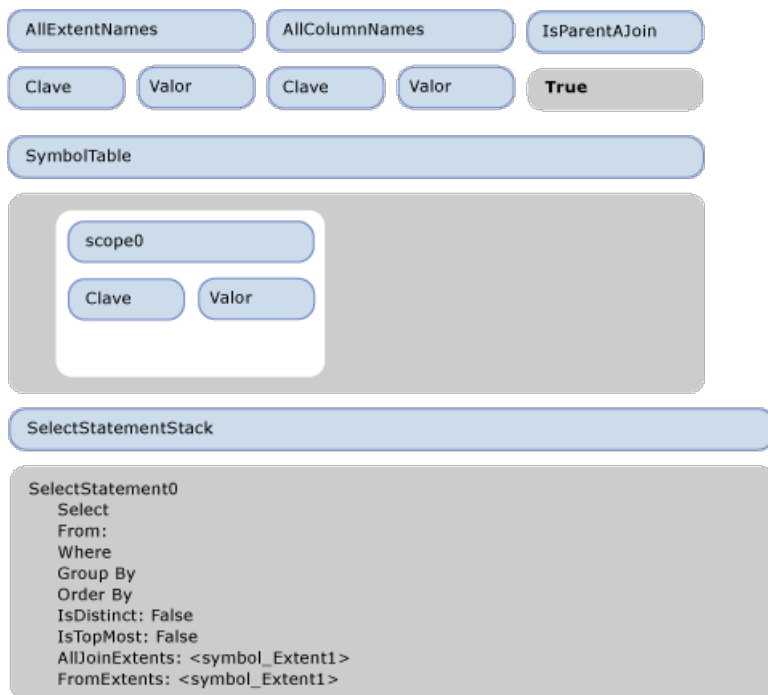 AllExtentNames AllColumnNames IsParentAJoin
Clave Valor Clave Valor True
SymbolTable
scope0
Clave Valor
SelectStatementStack
SelectStatement0
Select
From:
Where
Group By
Order By
IsDistinct: False
IsTopMost: False
AllJoinExtents: <symbol_Extent1>
FromExtents: <symbol_Extent1>